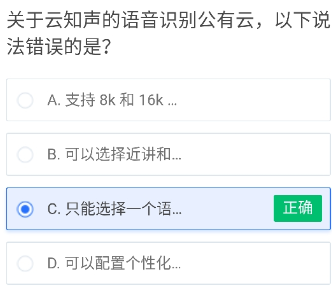 关于云知声的语音识别公有云，以下说
法错误的是？
A. 支持 8k 和 16k ...
B. 可以选择近讲和...
C. 只能选择一个语...
正确
D. 可以配置个性化...